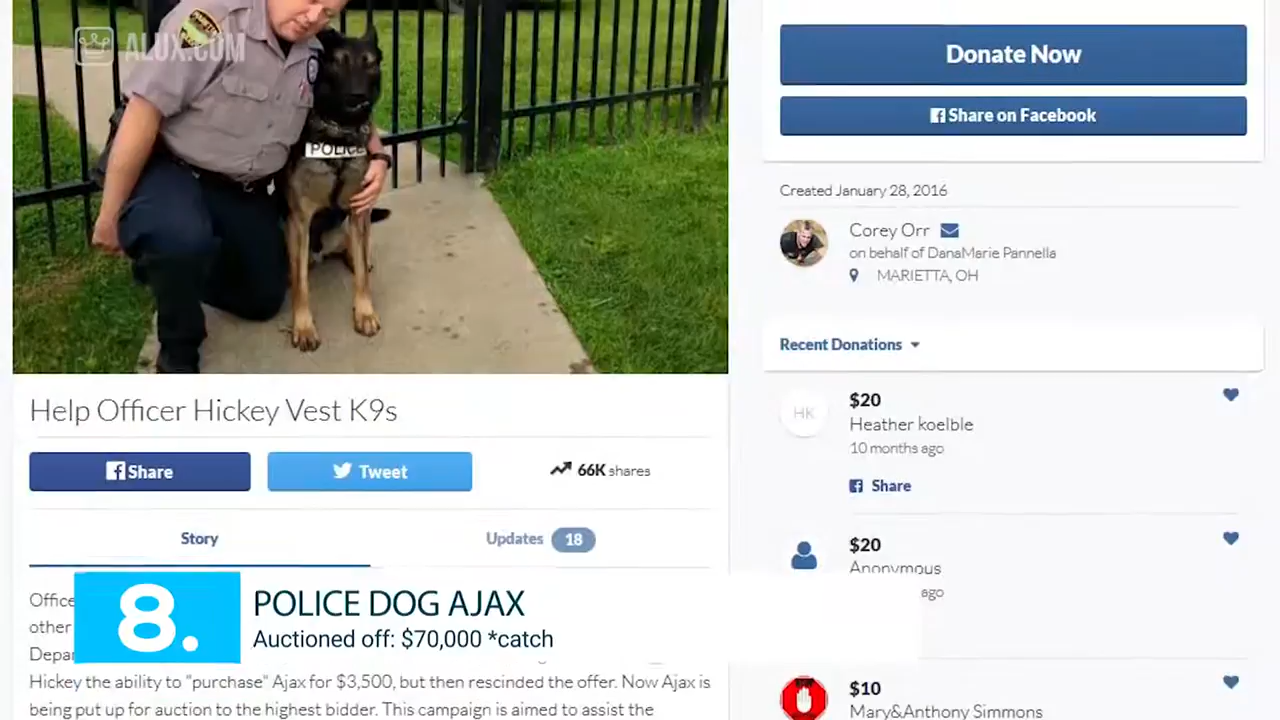 ALUX.COM
POLICE
Help Officer Hickey Vest K9s
Share
Tweet
66K shares
Story
Updates 18
Office
other
Depar
Hickey the ability to "purchase" Ajax for $3,500, but then rescinded the offer. Now Ajax is
being put up for auction to the highest bidder. This campaign is aimed to assist the
8.
POLICE DOG AJAX
Auctioned off: $70,000 *catch
Donate Now
Share on Facebook
Created January 28, 2016
Corey Orr
on behalf of DanaMarie Pannella
MARIETTA, OH
Recent Donations
HK
$20
Heather koelble
10 months ago
Share
$20
Anonymous
ago
$10
Mary&Anthony Simmons